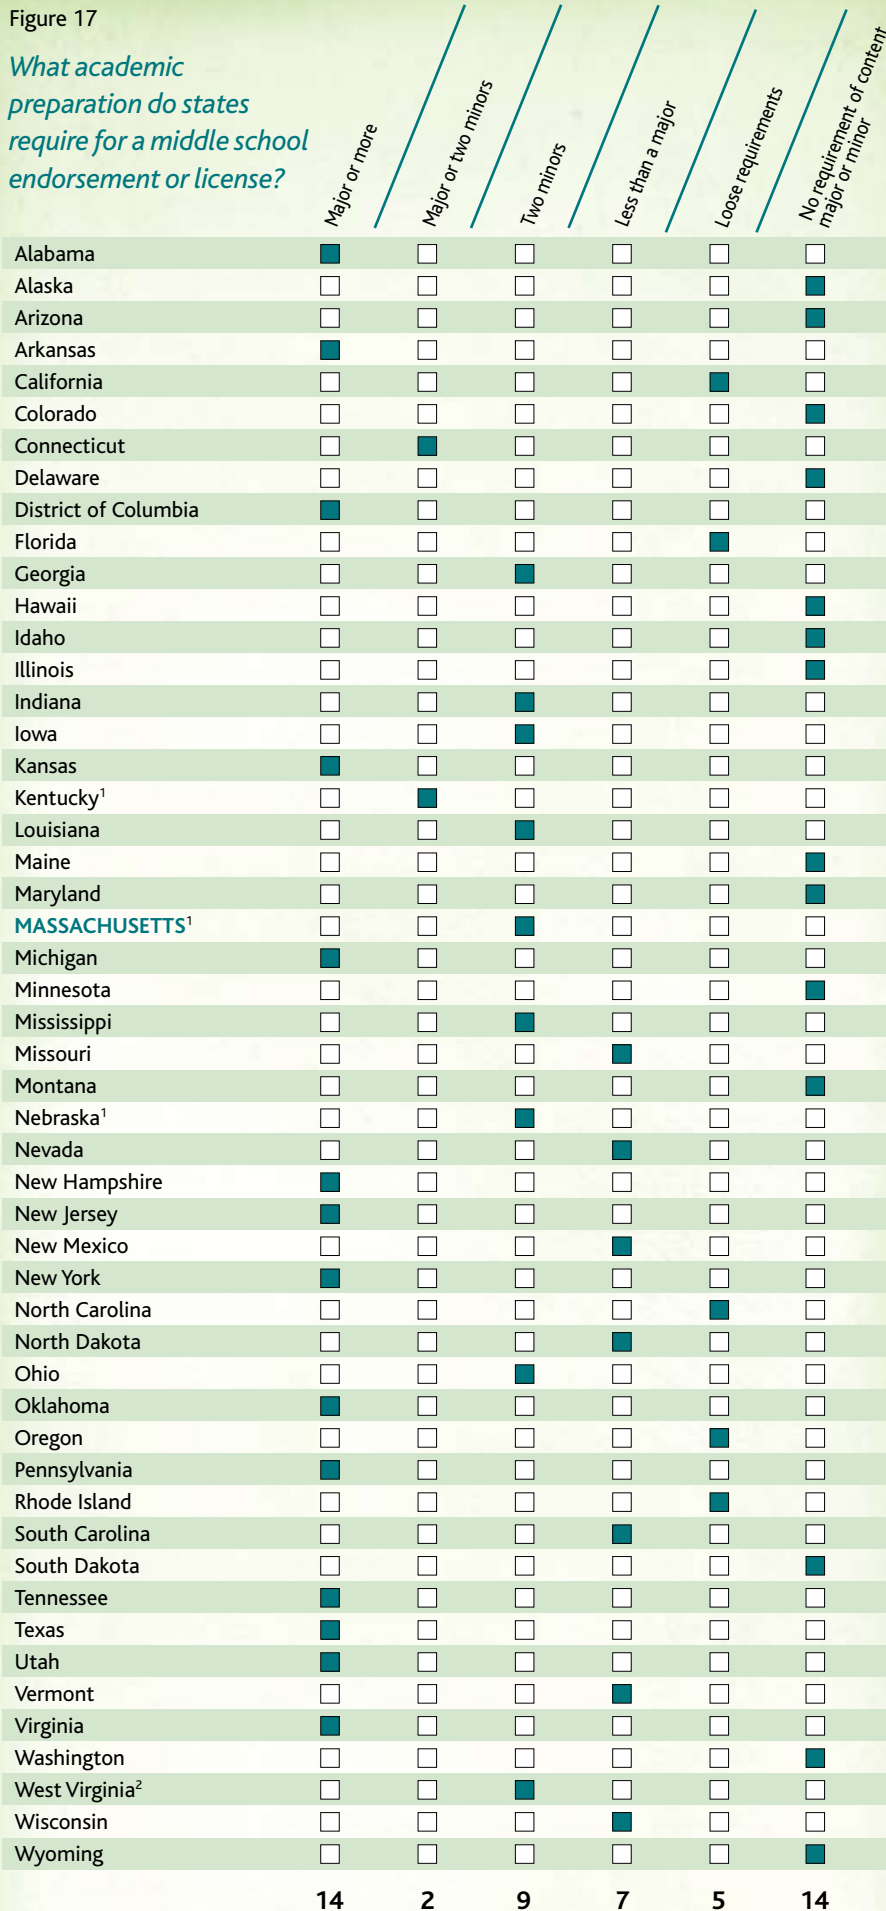 Figure 17
What academic
preparation do states
require for a middle school
endorsement or license?
Major or more
Major or two minors
Two minors
Less than a major
Loose requirements
No requirement of content
major or minor
Alabama
Alaska
Arizona
Arkansas
California
Colorado
Connecticut
Delaware
District of Columbia
Florida
Georgia
Hawaii
Idaho
Illinois
Indiana
Iowa
Kansas
Kentucky¹
Louisiana
Maine
Maryland
MASSACHUSETTS¹
Michigan
Minnesota
Mississippi
Missouri
Montana
Nebraska¹
Nevada
New Hampshire
New Jersey
New Mexico
New York
North Carolina
North Dakota
Ohio
Oklahoma
Oregon
Pennsylvania
Rhode Island
South Carolina
South Dakota
Tennessee
Texas
Utah
Vermont
Virginia
Washington
West Virginia²
Wisconsin
Wyoming
14 2 9 7 5 14